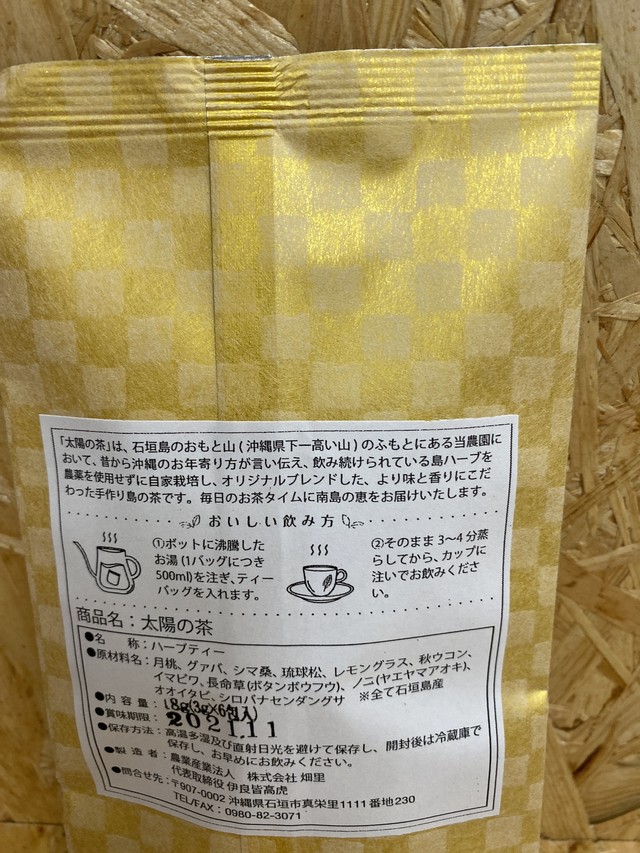 「太陽の茶」は、石垣島のおもと山(沖縄県下一高い山)のふもとにある当農園に
おいて、昔から沖縄のお年寄り方が言い伝え、飲み続けられている島ハーブを
農薬を使用せずに自家栽培し、オリジナルブレンドした、より味と香りにこだ
わった手作り島の茶です。毎日のお茶タイムに南島の恵をお届けいたします。
おいしい飲み方
①ポットに沸騰した
お湯(1バッグにつき
500ml)を注ぎ、ティー
バッグを入れます。
②そのまま3〜4分蒸
らしてから、カップに
注いでお飲みくださ
い。
商品名：太陽の茶
●名　　称：ハーブティー
●原材料名：月桃、グァバ、シマ桑、琉球松、レモングラス、秋ウコン、
イマビワ、長命草(ボタンボウフウ)、ノニ(ヤエヤマアオキ)、
オオイタビ、シロバナセンダングサ　※全て石垣島産
●内容量：18g(3g×6包入)
●賞味期限：2021.11
●保存方法：高温多湿及び直射日光を避けて保存し、開封後は冷蔵庫で
保存し、お早めにお飲みください。
●製造者：農業産業法人　株式会社 畑里
代表取締役 伊良皆高虎
●問合せ先：〒907-0002 沖縄県石垣市真栄里1111番地230
TEL/FAX：0980-82-3071